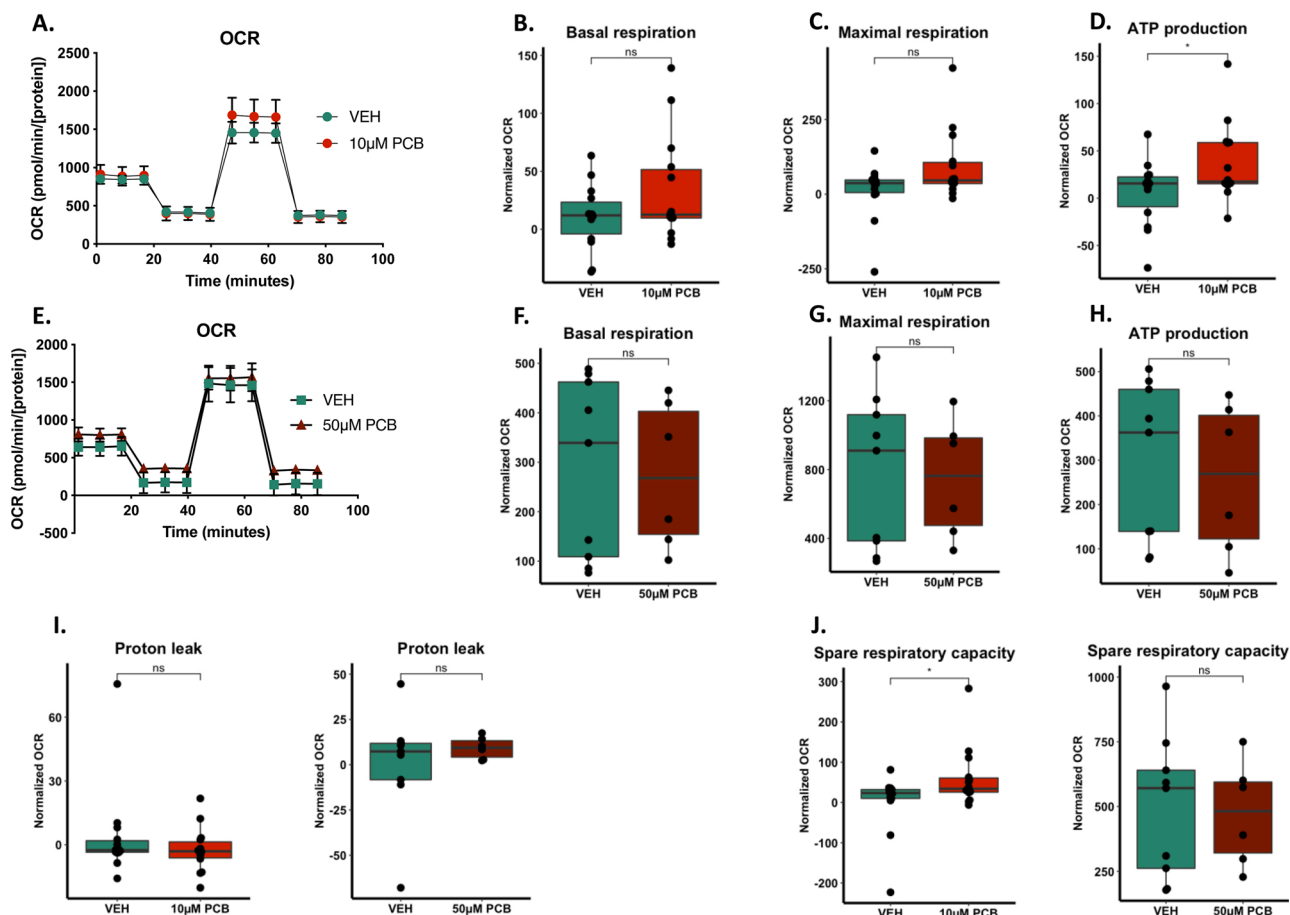 A.
OCR
OCR (pmol/min/[protein])
2500
2000
1500
1000
500
0
0
20
40
60
80
100
Time (minutes)
VEH
10µM PCB
B.
Basal respiration
ns
Normalized OCR
150
100
50
0
VEH
10µM PCB
C.
Maximal respiration
ns
Normalized OCR
250
0
-250
VEH
10µM PCB
D.
ATP production
*
Normalized OCR
150
100
50
0
-50
VEH
10µM PCB
E.
OCR
OCR (pmol/min/[protein])
2000
1500
1000
500
0
-500
20
40
60
80
100
Time (minutes)
VEH
50µM PCB
F.
Basal respiration
ns
Normalized OCR
500
400
300
200
100
VEH
50µM PCB
G.
Maximal respiration
ns
Normalized OCR
1200
800
400
VEH
50µM PCB
H.
ATP production
ns
Normalized OCR
500
400
300
200
100
VEH
50µM PCB
I.
Proton leak
ns
Normalized OCR
60
30
0
VEH
10µM PCB
Proton leak
ns
Normalized OCR
50
25
0
-25
-50
VEH
50µM PCB
J.
Spare respiratory capacity
*
Normalized OCR
300
200
100
0
-100
-200
VEH
10µM PCB
Spare respiratory capacity
ns
Normalized OCR
1000
750
500
250
VEH
50µM PCB